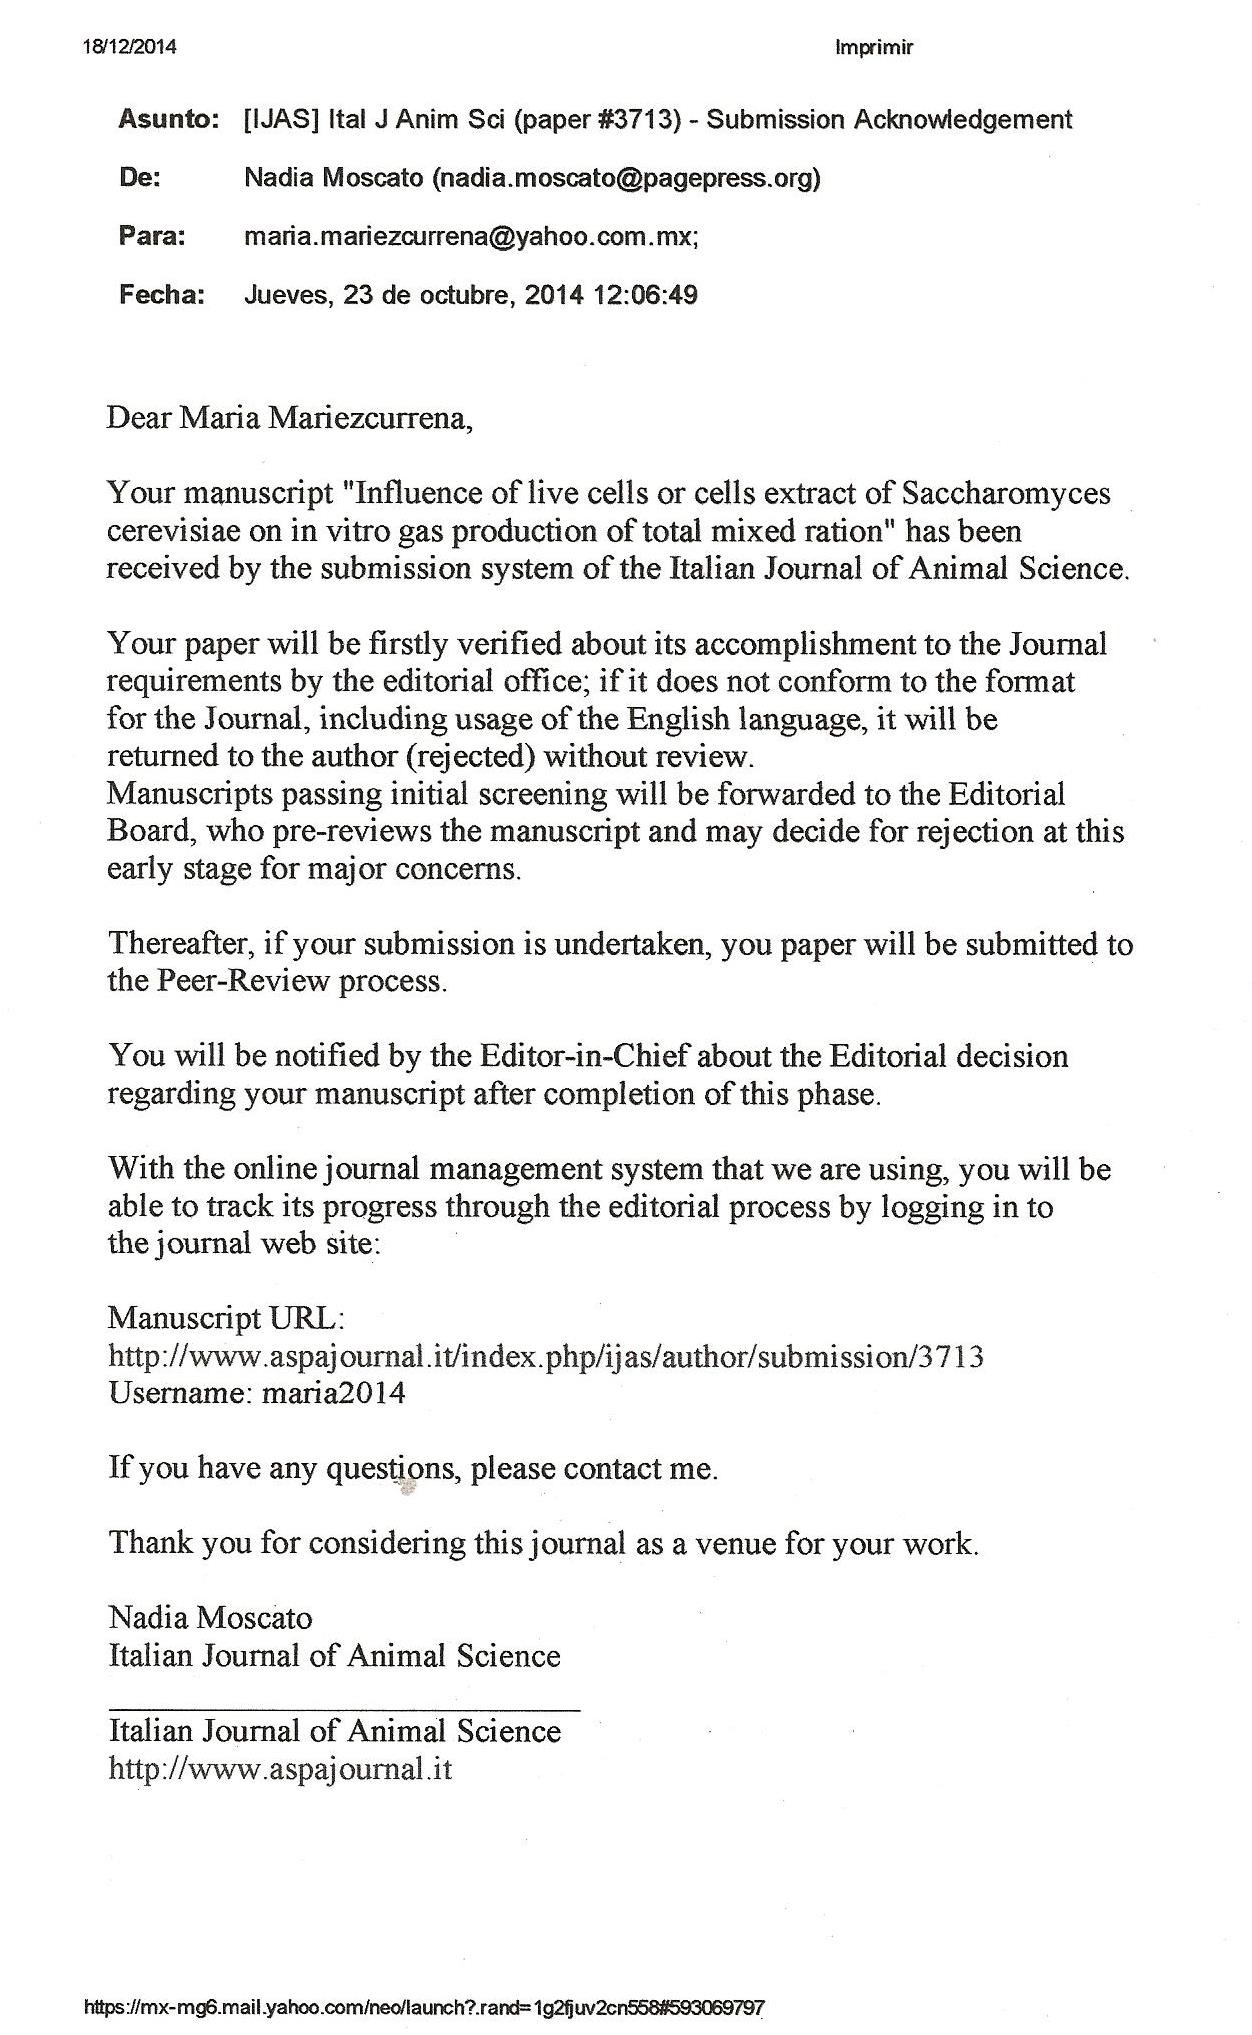 18/12/2014 Imprimir
Asunto: [IJAS] Ital J Anim Sci (paper #3713) - Submission Acknowledgement
De: Nadia Moscato (nadia.moscato@pagepress.org)
Para: maria.mariezcurrena@yahoo.com.mx;
Fecha: Jueves, 23 de octubre, 2014 12:06:49
Dear Maria Mariezcurrena,
Your manuscript "Influence of live cells or cells extract of Saccharomyces
cerevisiae on in vitro gas production of total mixed ration" has been
received by the submission system of the Italian Journal of Animal Science.
Your paper will be firstly verified about its accomplishment to the Journal
requirements by the editorial office; if it does not conform to the format
for the Journal, including usage of the English language, it will be
returned to the author (rejected) without review.
Manuscripts passing initial screening will be forwarded to the Editorial
Board, who pre-reviews the manuscript and may decide for rejection at this
early stage for major concerns.
Thereafter, if your submission is undertaken, you paper will be submitted to
the Peer-Review process.
You will be notified by the Editor-in-Chief about the Editorial decision
regarding your manuscript after completion of this phase.
With the online journal management system that we are using, you will be
able to track its progress through the editorial process by logging in to
the journal web site:
Manuscript URL:
http://www.aspajournal.it/index.php/ijas/author/submission/3713
Username: maria2014
If you have any questions, please contact me.
Thank you for considering this journal as a venue for your work.
Nadia Moscato
Italian Journal of Animal Science
Italian Journal of Animal Science
http://www.aspajournal.it
https://mx-mg6.mail.yahoo.com/neo/launch?.rand=1g2fjuv2cn558#593069797